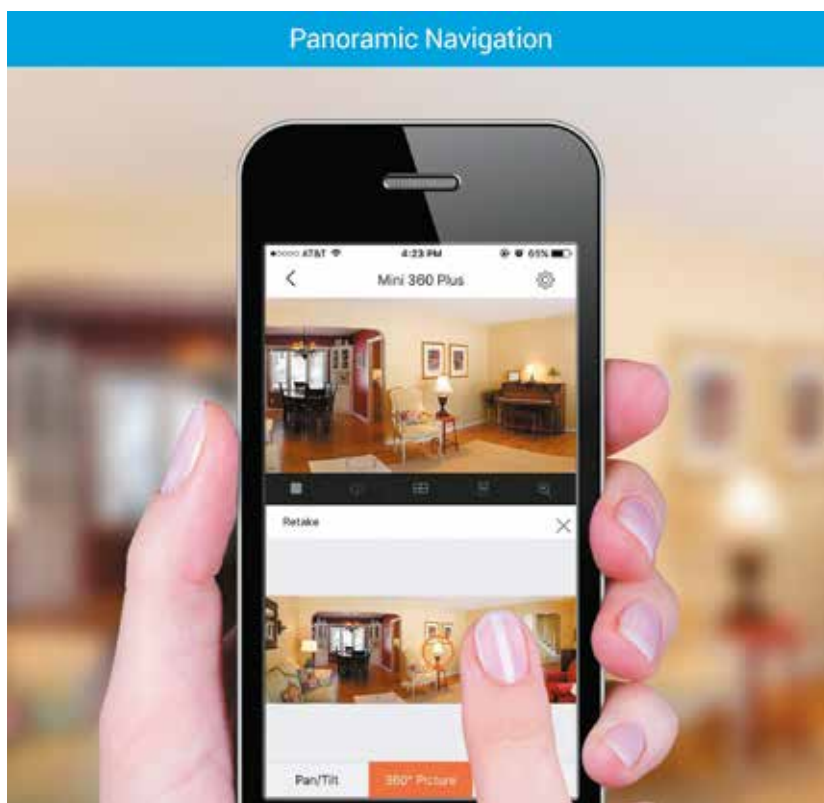 Panoramic Navigation
AT&T 4:23 PM 65%
Mini 360 Plus
Retake
Pan/Tilt 360° Picture